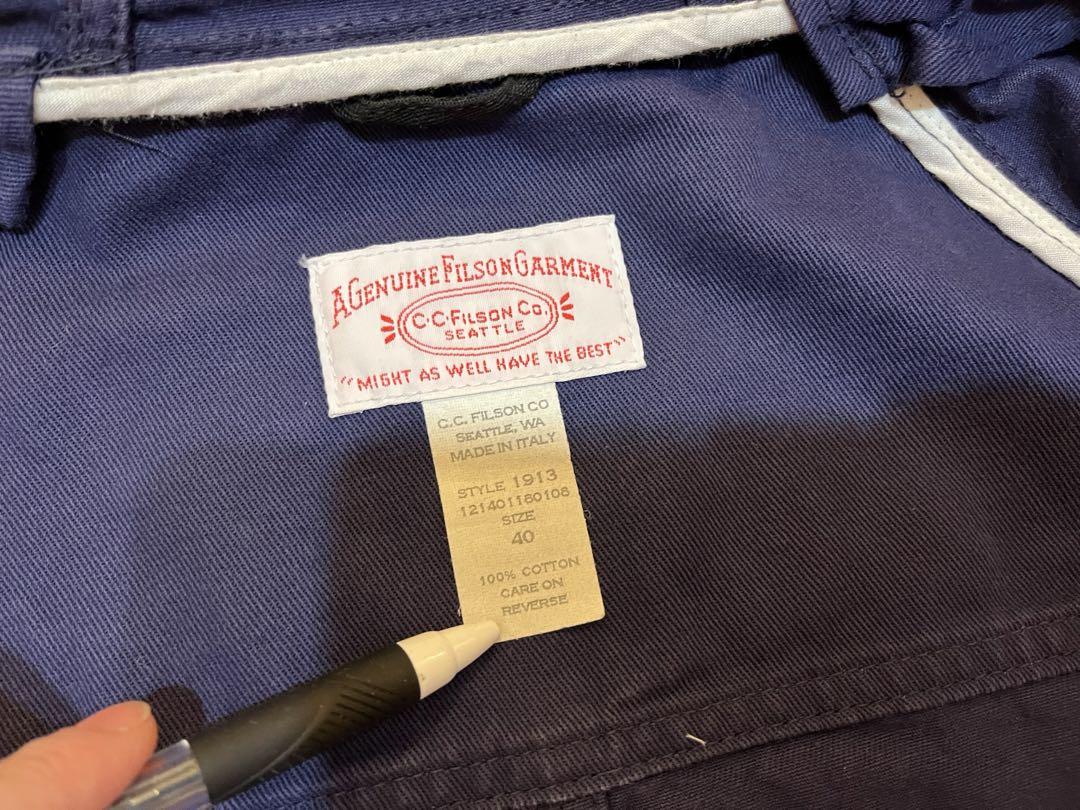 A GENUINE FILSON GARMENT
C·C·FILSON CO.
SEATTLE
"MIGHT AS WELL HAVE THE BEST"
C.C. FILSON CO
SEATTLE, WA
MADE IN ITALY
STYLE 1913
121401180108
SIZE
40
100% COTTON
CARE ON
REVERSE